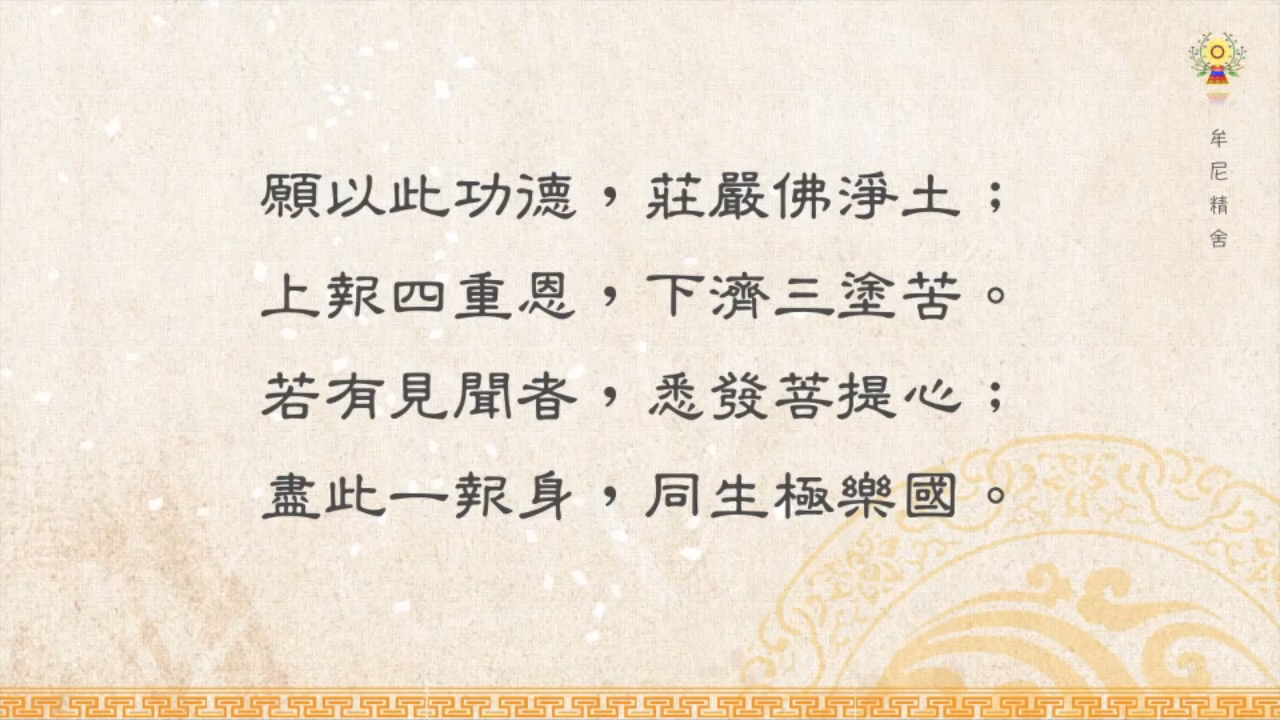 願以此功德，莊嚴佛淨土；
上報四重恩，下濟三塗苦。
若有見聞者，悉發菩提心；
盡此一報身，同生極樂國。
牟尼精舍